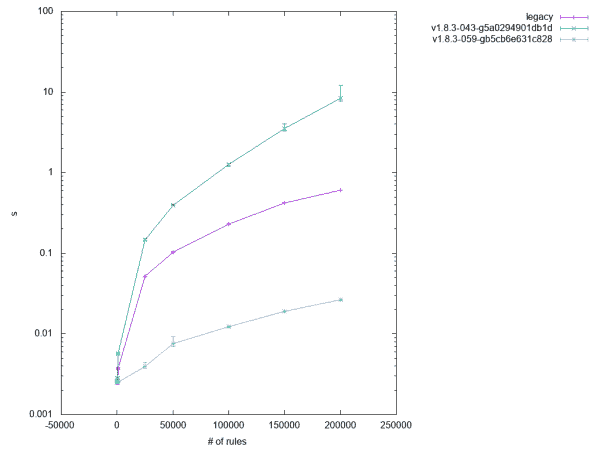 legacy
v1.8.3-043-g5a0294901db1d
v1.8.3-059-gb5cb6e631c828
100
10
1
0.1
0.01
0.001
s
-50000 0 50000 100000 150000 200000 250000
# of rules